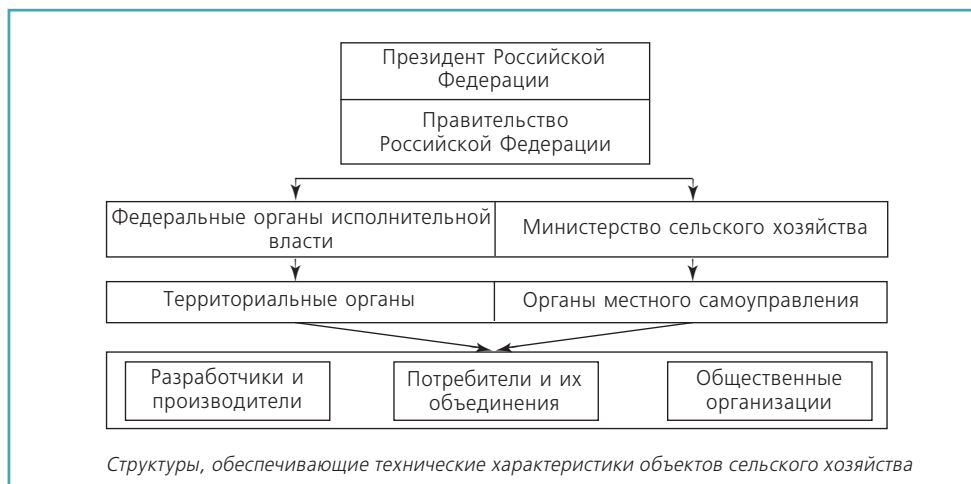 Президент Российской
Федерации
Правительство
Российской Федерации
Федеральные органы исполнительной
власти
Министерство сельского хозяйства
Территориальные органы
Органы местного самоуправления
Разработчики и
производители
Потребители и их
объединения
Общественные
организации
Структуры, обеспечивающие технические характеристики объектов сельского хозяйства